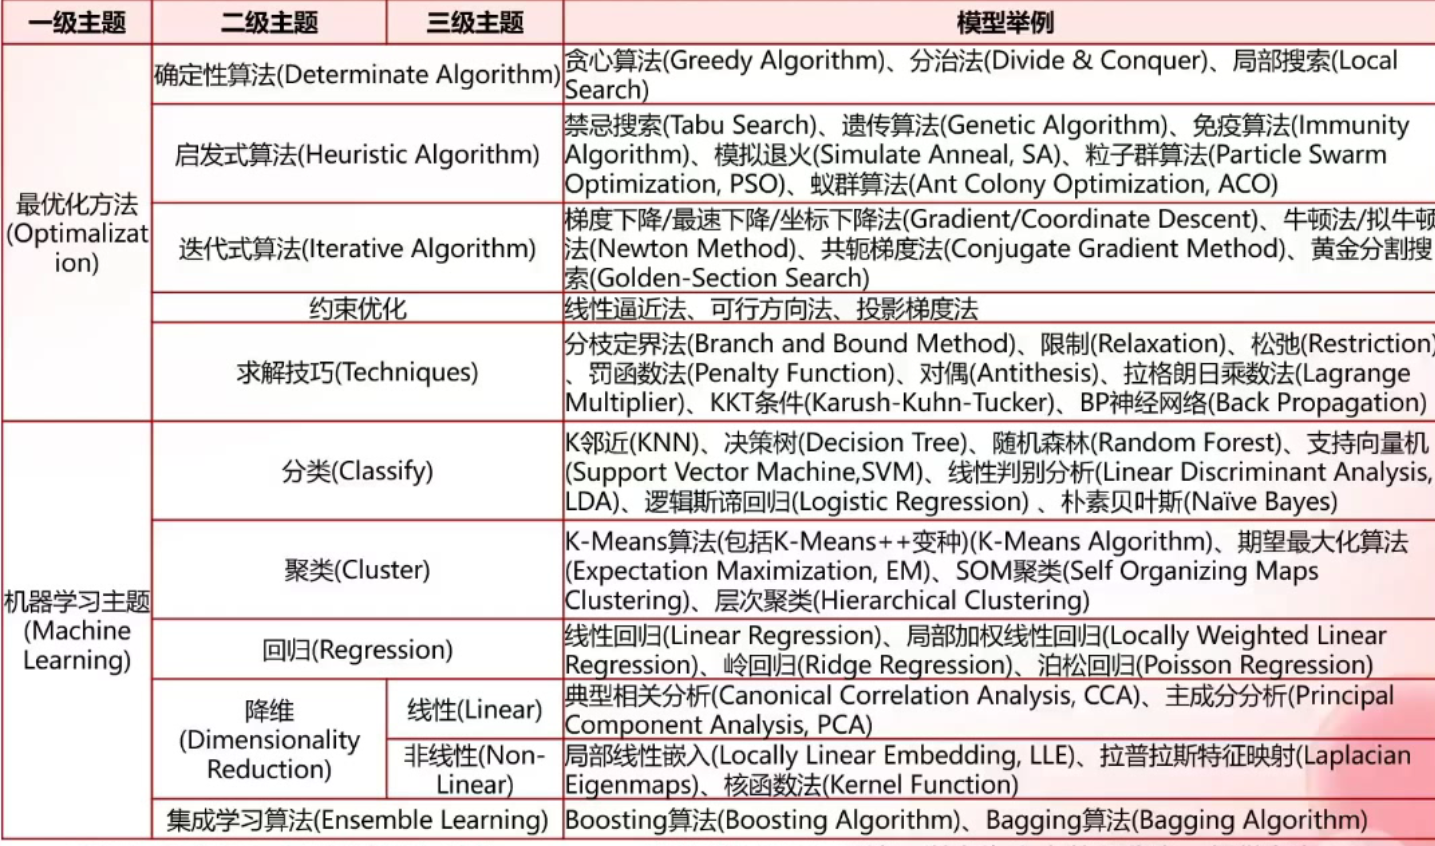 一级主题 二级主题 三级主题 模型举例
最优化方法
(Optimalizat
ion)
确定性算法(Determinate Algorithm)
贪心算法(Greedy Algorithm)、分治法(Divide & Conquer)、局部搜索(Local
Search)
启发式算法(Heuristic Algorithm)
禁忌搜索(Tabu Search)、遗传算法(Genetic Algorithm)、免疫算法(Immunity
Algorithm)、模拟退火(Simulate Anneal, SA)、粒子群算法(Particle Swarm
Optimization, PSO)、蚁群算法(Ant Colony Optimization, ACO)
迭代式算法(Iterative Algorithm)
梯度下降/最速下降/坐标下降法(Gradient/Coordinate Descent)、牛顿法/拟牛顿
法(Newton Method)、共轭梯度法(Conjugate Gradient Method)、黄金分割搜
索(Golden-Section Search)
约束优化
线性逼近法、可行方向法、投影梯度法
求解技巧(Techniques)
分枝定界法(Branch and Bound Method)、限制(Relaxation)、松弛(Restriction)
、罚函数法(Penalty Function)、对偶(Antithesis)、拉格朗日乘数法(Lagrange
Multiplier)、KKT条件(Karush-Kuhn-Tucker)、BP神经网络(Back Propagation)
机器学习主题
(Machine
Learning)
分类(Classify)
K邻近(KNN)、决策树(Decision Tree)、随机森林(Random Forest)、支持向量机
(Support Vector Machine,SVM)、线性判别分析(Linear Discriminant Analysis,
LDA)、逻辑斯谛回归(Logistic Regression) 、朴素贝叶斯(Naïve Bayes)
聚类(Cluster)
K-Means算法(包括K-Means++变种)(K-Means Algorithm)、期望最大化算法
(Expectation Maximization, EM)、SOM聚类(Self Organizing Maps
Clustering)、层次聚类(Hierarchical Clustering)
回归(Regression)
线性回归(Linear Regression)、局部加权线性回归(Locally Weighted Linear
Regression)、岭回归(Ridge Regression)、泊松回归(Poisson Regression)
降维
(Dimensionality
Reduction)
线性(Linear)
典型相关分析(Canonical Correlation Analysis, CCA)、主成分分析(Principal
Component Analysis, PCA)
非线性(Non-
Linear)
局部线性嵌入(Locally Linear Embedding, LLE)、拉普拉斯特征映射(Laplacian
Eigenmaps)、核函数法(Kernel Function)
集成学习算法(Ensemble Learning)
Boosting算法(Boosting Algorithm)、Bagging算法(Bagging Algorithm)